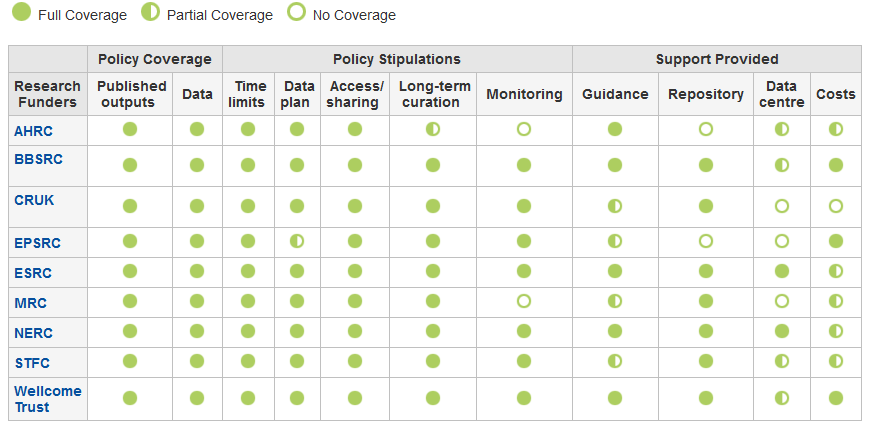 Full Coverage Partial Coverage No Coverage
Policy Coverage Policy Stipulations Support Provided
Research Funders Published outputs Data Time limits Data plan Access/ sharing Long-term curation Monitoring Guidance Repository Data centre Costs
AHRC
BBSRC
CRUK
EPSRC
ESRC
MRC
NERC
STFC
Wellcome
Trust